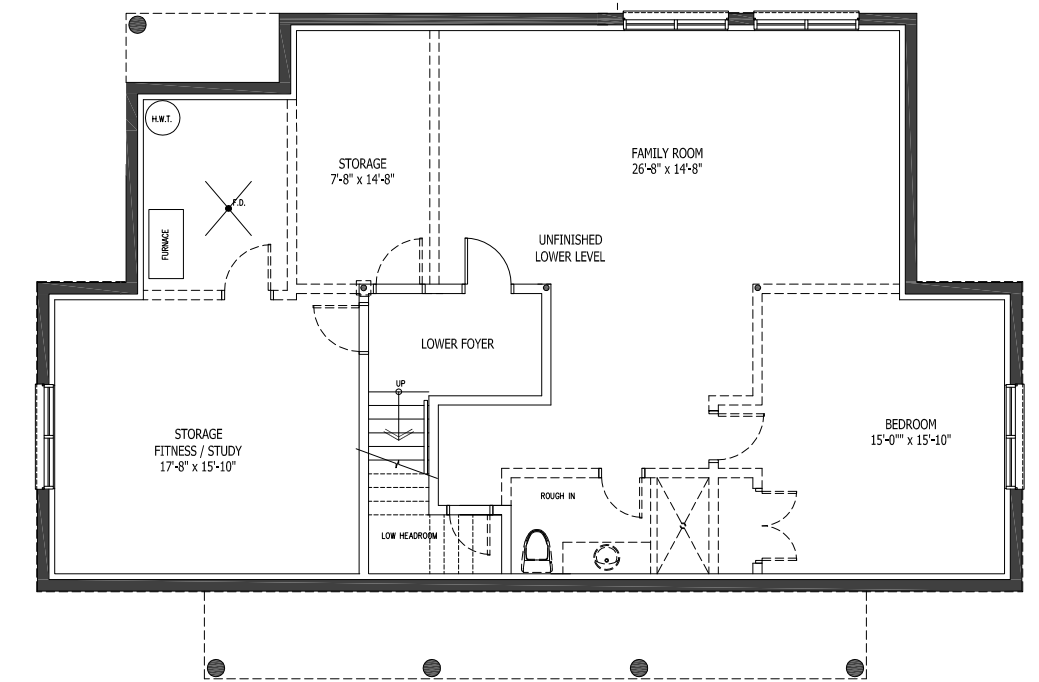 H.W.T.
STORAGE
7'-8" x 14'-8"
FAMILY ROOM
26'-8" x 14'-8"
F.D.
FURNACE
UNFINISHED
LOWER LEVEL
LOWER FOYER
UP
STORAGE
FITNESS / STUDY
17'-8" x 15'-10"
BEDROOM
15'-0"" x 15'-10"
ROUGH IN
LOW HEADROOM